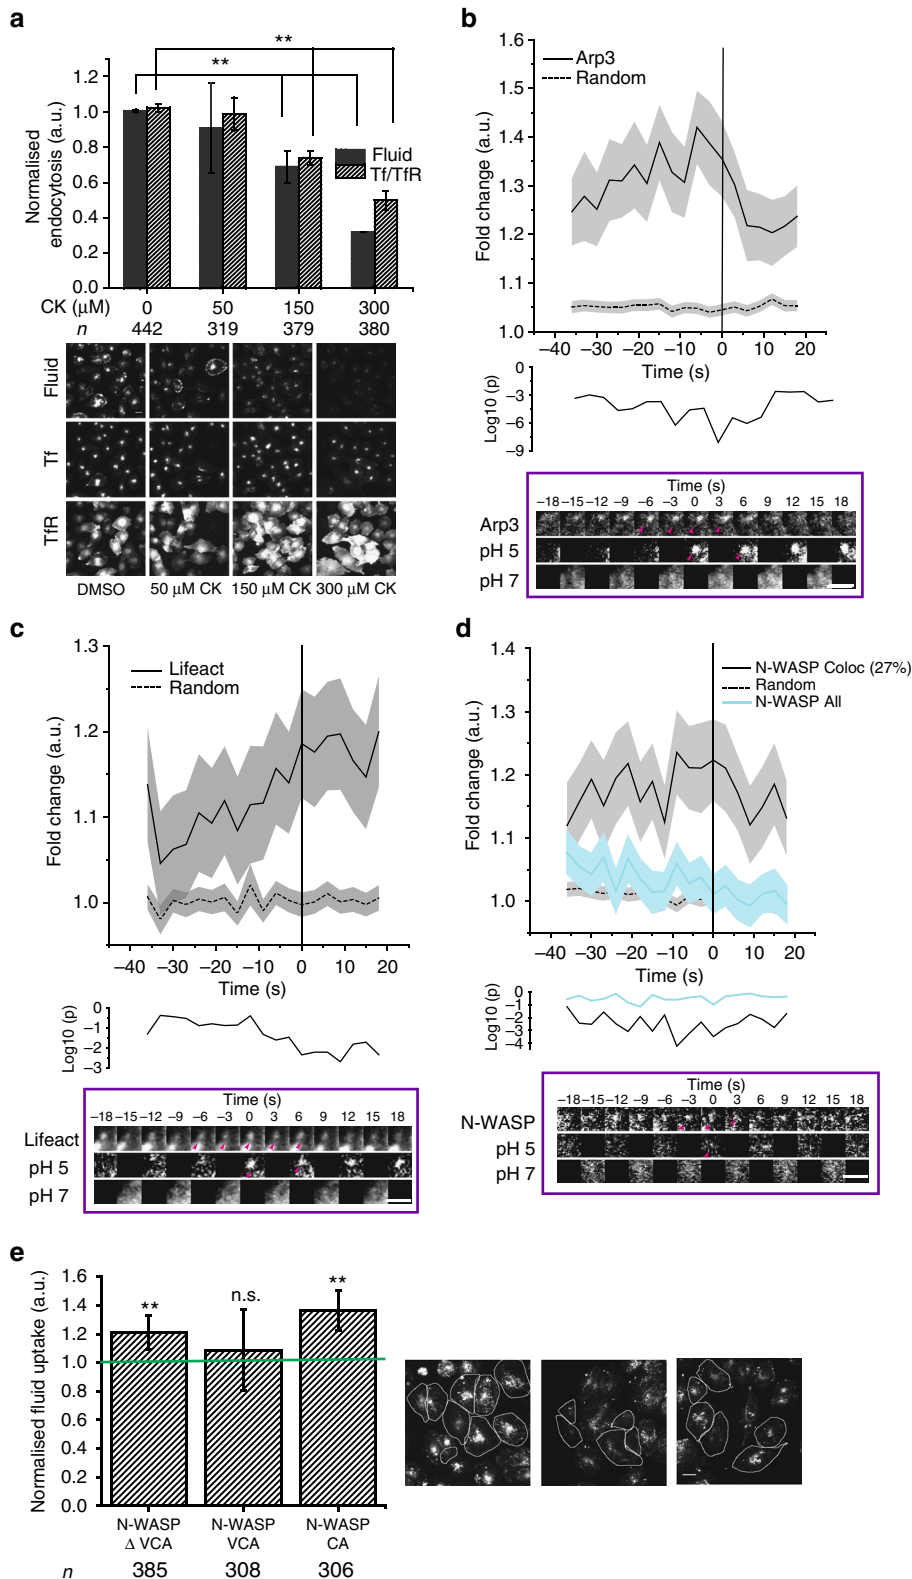 a
**
**
1.2
1.0
0.8
0.6
0.4
0.2
0.0
Normalised
endocytosis (a.u.)
Fluid
Tf/TfR
CK (μM) 0 50 150 300
n 442 319 379 380
Fluid
Tf
TfR
DMSO 50 μM CK 150 μM CK 300 μM CK
b
1.6
1.5
1.4
1.3
1.2
1.1
1.0
Fold change (a.u.)
Arp3
Random
−40 −30 −20 −10 0 10 20
Time (s)
0
−3
−6
−9
Log10 (p)
Time (s)
−18 −15 −12 −9 −6 −3 0 3 6 9 12 15 18
Arp3
pH 5
pH 7
c
1.3
1.2
1.1
1.0
Fold change (a.u.)
Lifeact
Random
−40 −30 −20 −10 0 10 20
Time (s)
0
−1
−2
−3
Log10 (p)
Time (s)
−18 −15 −12 −9 −6 −3 0 3 6 9 12 15 18
Lifeact
pH 5
pH 7
d
1.4
1.3
1.2
1.1
1.0
Fold change (a.u.)
N-WASP Coloc (27%)
Random
N-WASP All
−40 −30 −20 −10 0 10 20
Time (s)
0
−1
−2
−3
−4
Log10 (p)
Time (s)
−18 −15 −12 −9 −6 −3 0 3 6 9 12 15 18
N-WASP
pH 5
pH 7
e
1.6
1.4
1.2
1.0
0.8
0.6
0.4
0.2
0.0
Normalised fluid uptake (a.u.)
**
n.s.
**
N-WASP N-WASP N-WASP
Δ VCA VCA CA
n 385 308 306